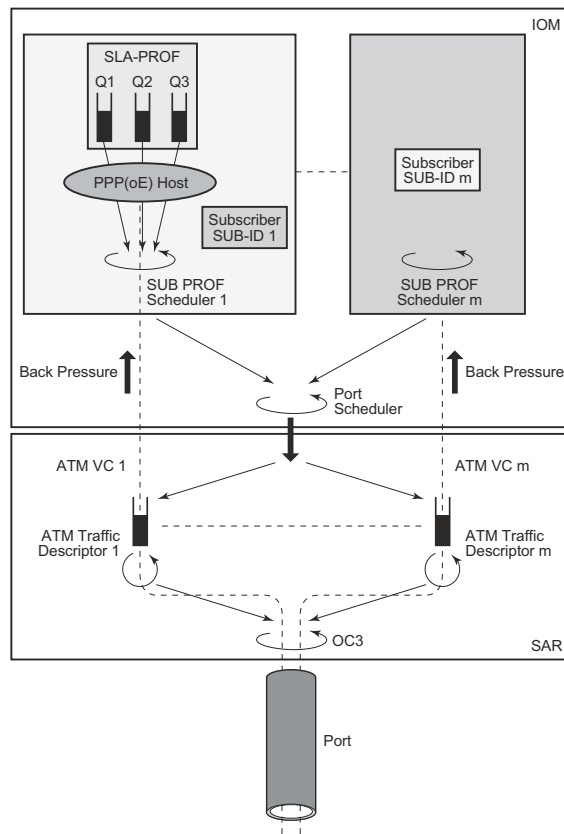 IOM
SLA-PROF
Q1 Q2 Q3
PPP(oE) Host
Subscriber
SUB-ID 1
SUB PROF
Scheduler 1
Subscriber
SUB-ID m
SUB PROF
Scheduler m
Back Pressure
Back Pressure
Port
Scheduler
ATM VC 1
ATM VC m
ATM Traffic
Descriptor 1
ATM Traffic
Descriptor m
OC3
SAR
Port